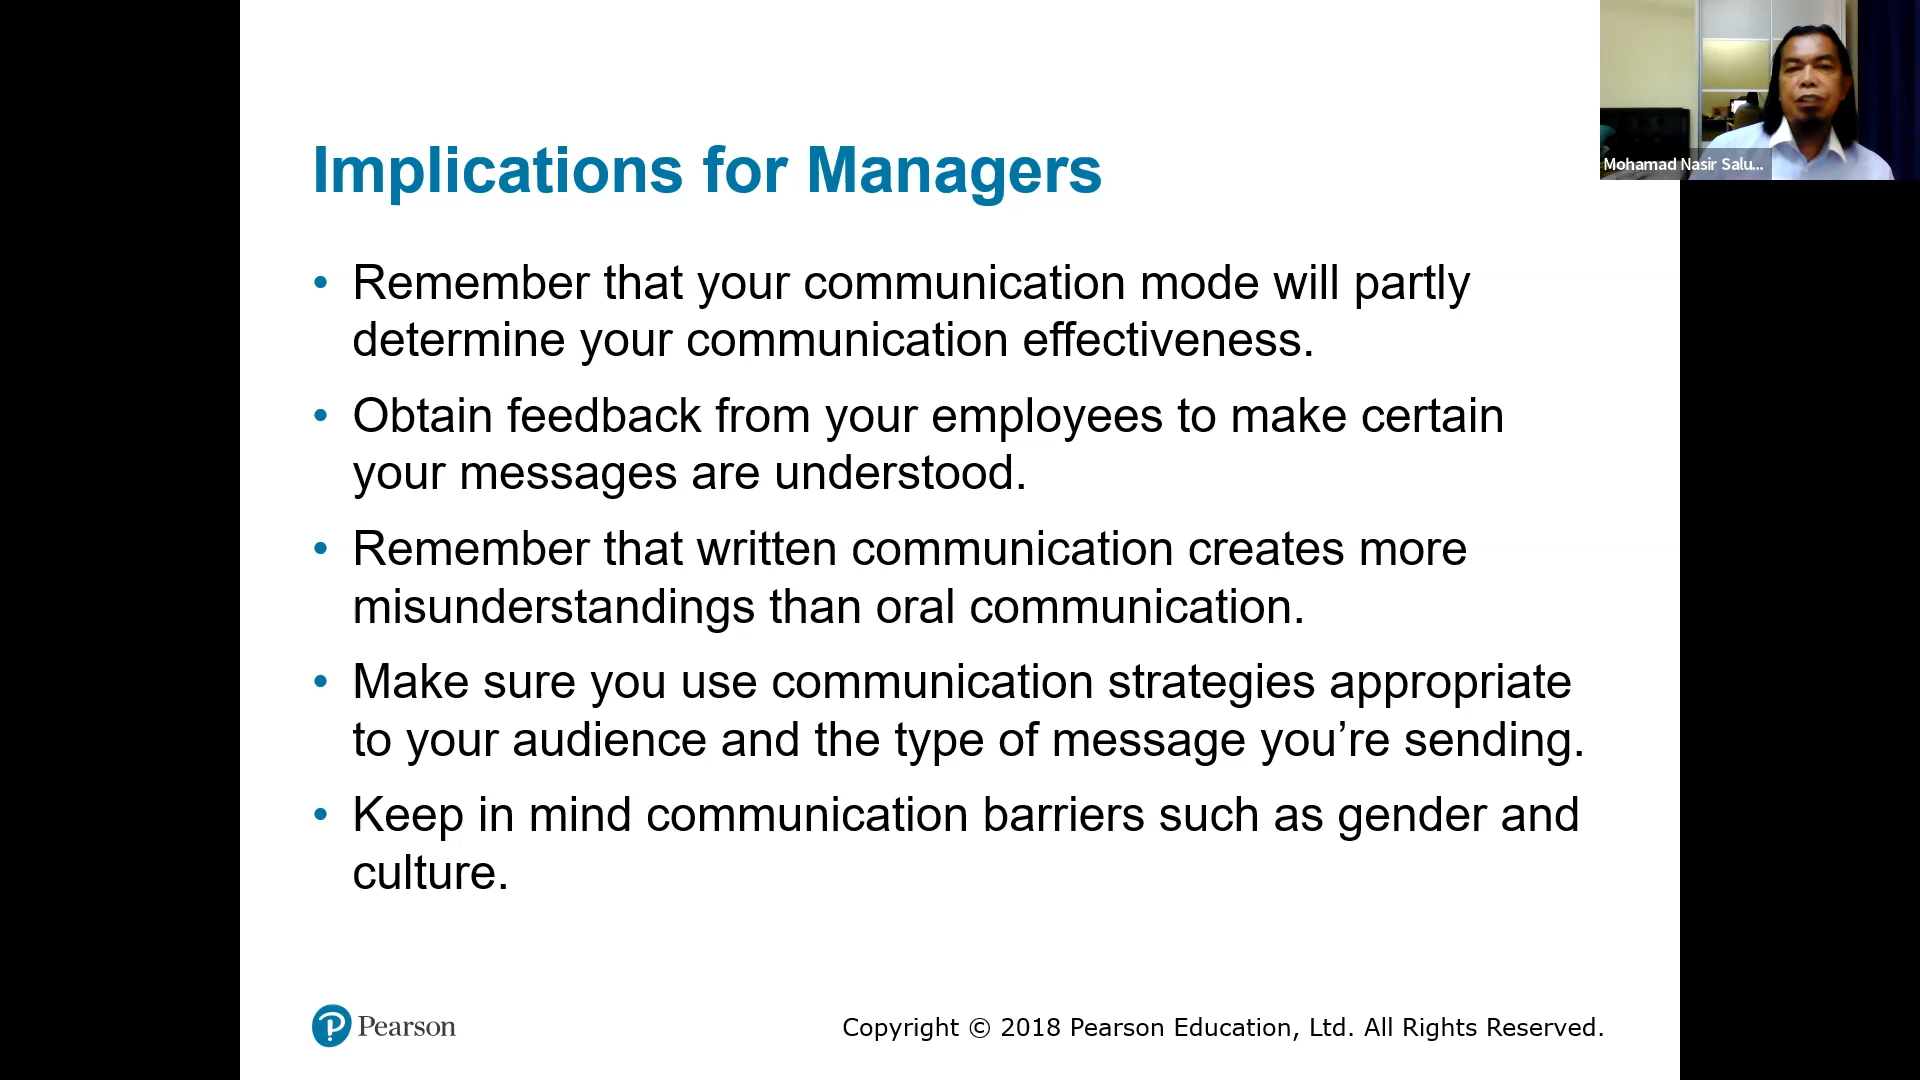 Mohamad Nasir Salu...
Implications for Managers
• Remember that your communication mode will partly
determine your communication effectiveness.
• Obtain feedback from your employees to make certain
your messages are understood.
• Remember that written communication creates more
misunderstandings than oral communication.
• Make sure you use communication strategies appropriate
to your audience and the type of message you’re sending.
• Keep in mind communication barriers such as gender and
culture.
Pearson
Copyright © 2018 Pearson Education, Ltd. All Rights Reserved.